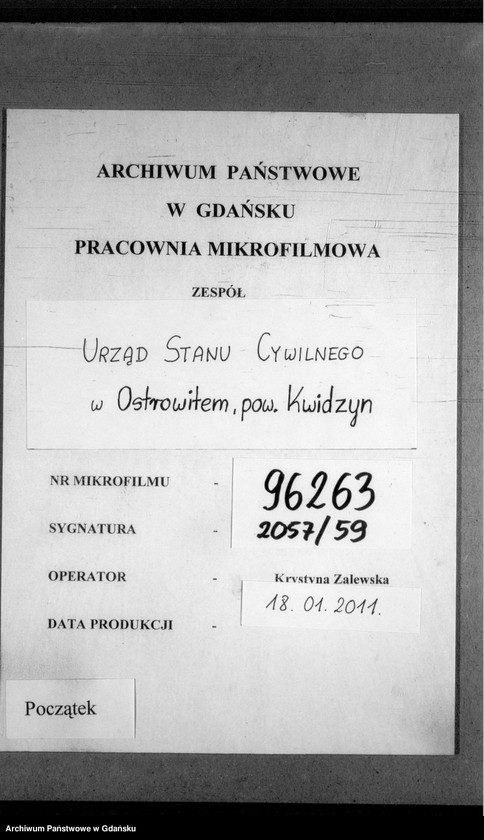 ARCHIWUM PAŃSTWOWE
W GDAŃSKU
PRACOWNIA MIKROFILMOWA
ZESPÓŁ
URZĄD STANU CYWILNEGO
w Ostrowitem, pow. Kwidzyn
NR MIKROFILMU - 96263
SYGNATURA - 2057/59
OPERATOR - Krystyna Zalewska
DATA PRODUKCJI - 18.01.2011.
Początek
Archiwum Państwowe w Gdańsku